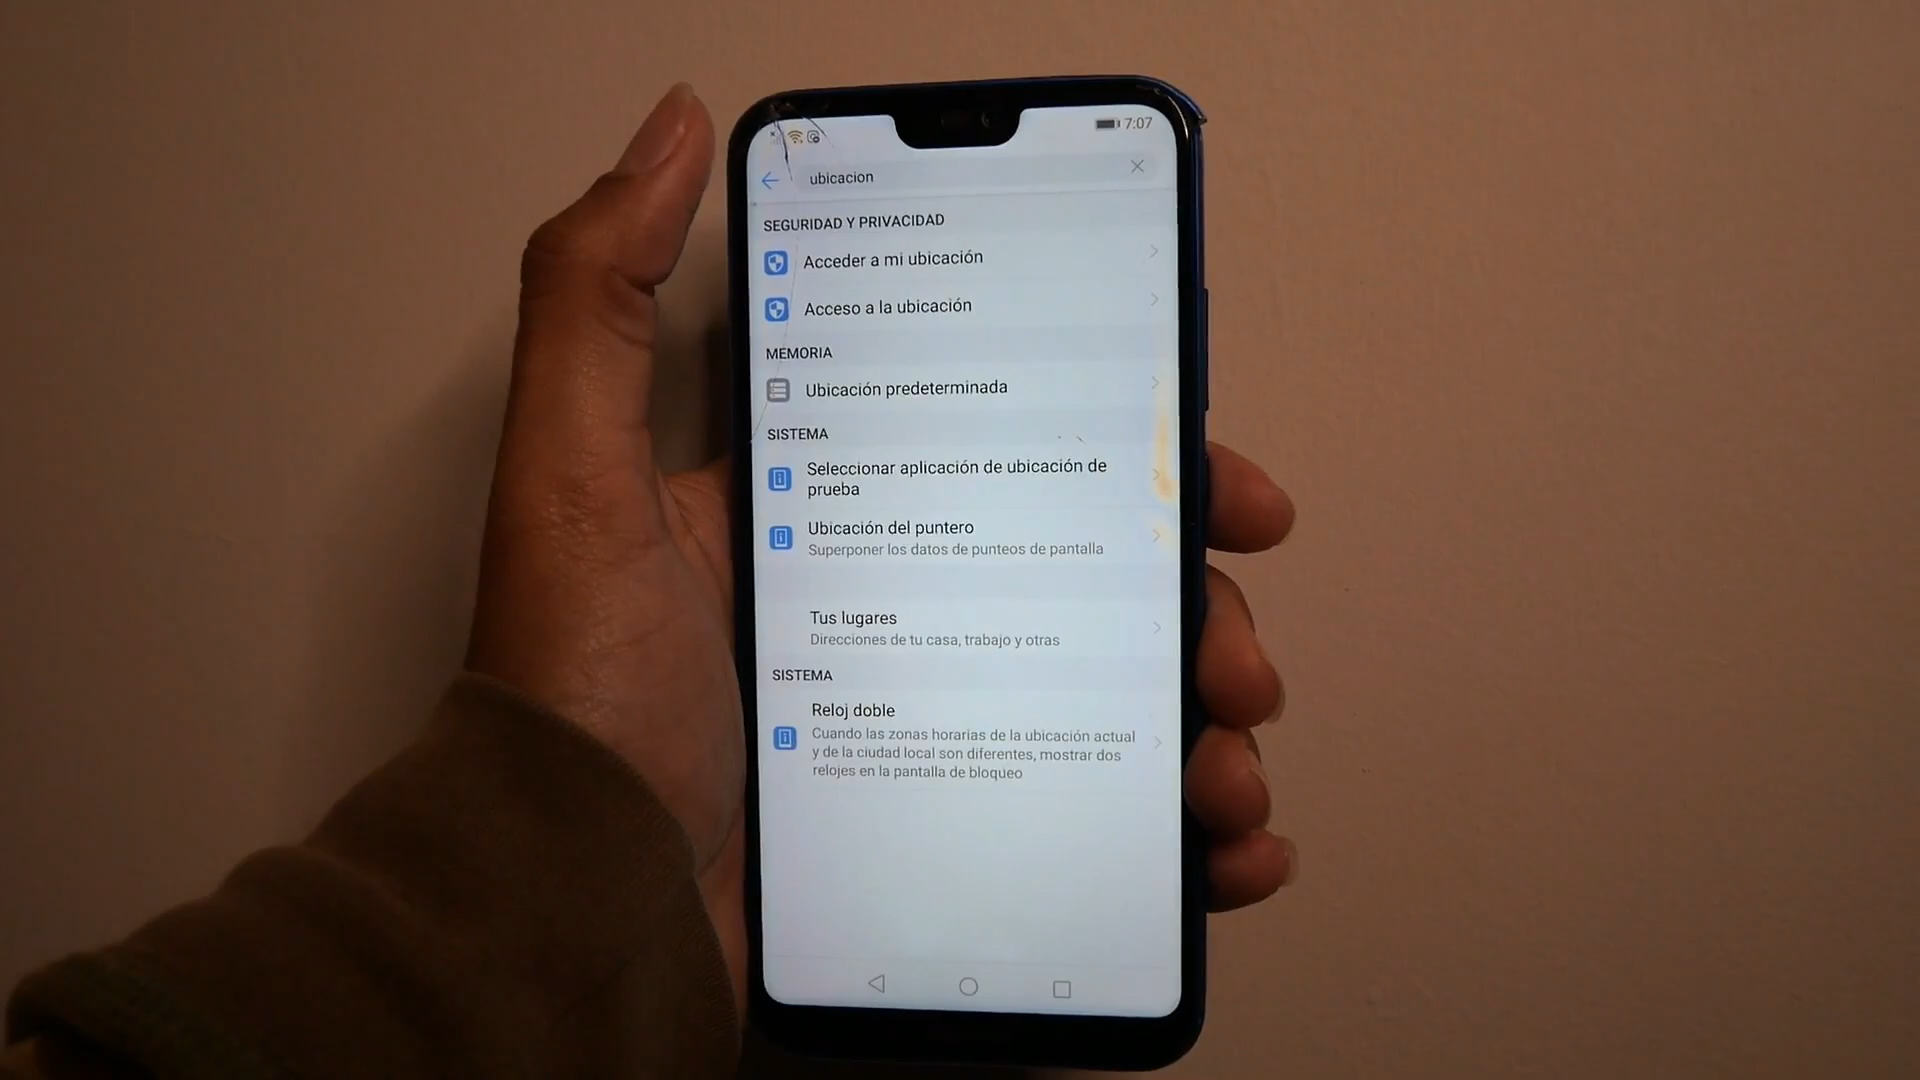 7:07
ubicacion
SEGURIDAD Y PRIVACIDAD
Acceder a mi ubicación
Acceso a la ubicación
MEMORIA
Ubicación predeterminada
SISTEMA
Seleccionar aplicación de ubicación de
prueba
Ubicación del puntero
Superponer los datos de punteos de pantalla
Tus lugares
Direcciones de tu casa, trabajo y otras
SISTEMA
Reloj doble
Cuando las zonas horarias de la ubicación actual
y de la ciudad local son diferentes, mostrar dos
relojes en la pantalla de bloqueo